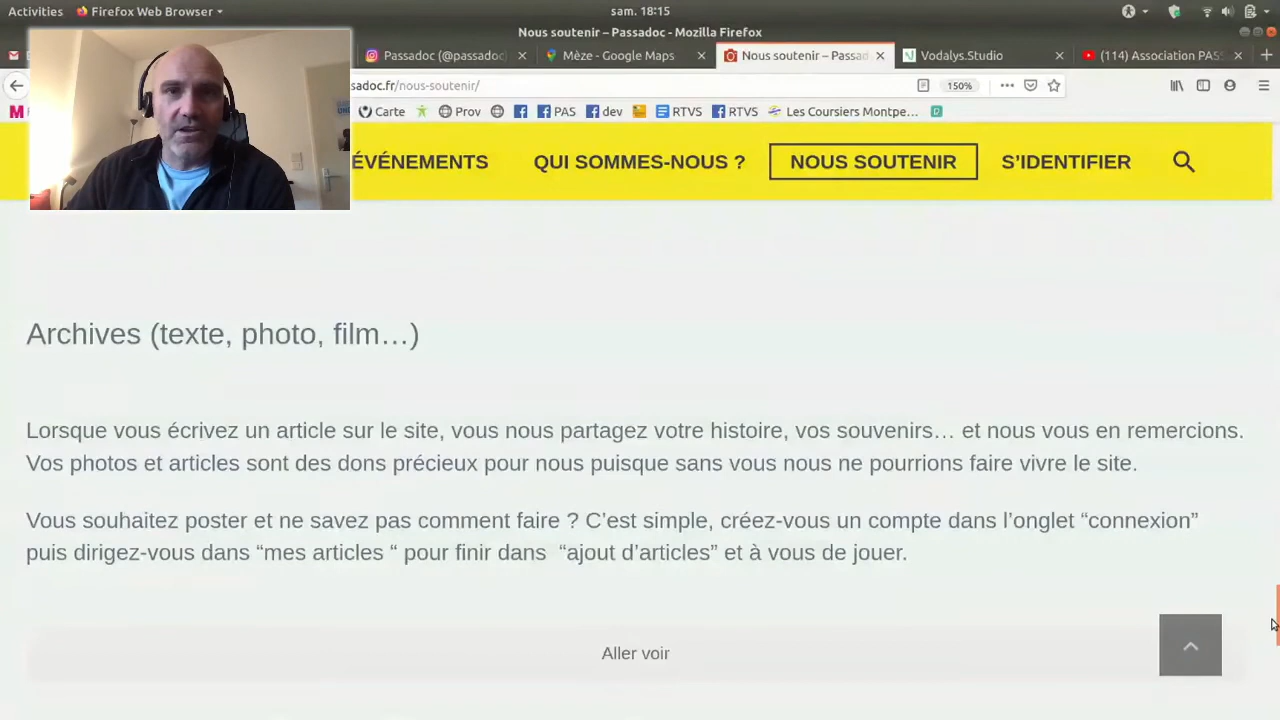 Activities
Firefox Web Browser
sam. 18:15
Nous soutenir – Passadoc - Mozilla Firefox
Passadoc (@passadoc
Mèze - Google Maps
Nous soutenir – Passad
Vodalys.Studio
(114) Association PAS
sadoc.fr/nous-soutenir/
150%
Carte
Prov
PAS
dev
RTVS
RTVS
Les Coursiers Montpe…
ÉVÉNEMENTS
QUI SOMMES-NOUS ?
NOUS SOUTENIR
S’IDENTIFIER
Archives (texte, photo, film…)
Lorsque vous écrivez un article sur le site, vous nous partagez votre histoire, vos souvenirs… et nous vous en remercions.
Vos photos et articles sont des dons précieux pour nous puisque sans vous nous ne pourrions faire vivre le site.
Vous souhaitez poster et ne savez pas comment faire ? C’est simple, créez-vous un compte dans l’onglet “connexion”
puis dirigez-vous dans “mes articles “ pour finir dans “ajout d’articles” et à vous de jouer.
Aller voir